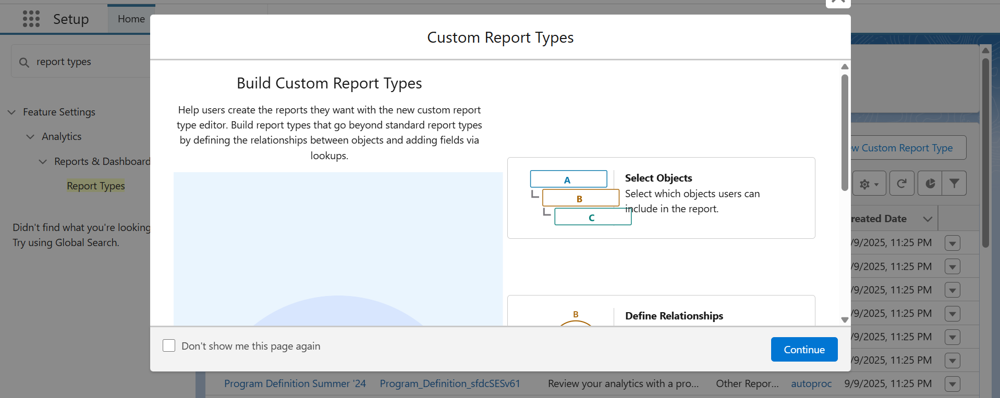 Setup
Home
report types
Feature Settings
Analytics
Reports & Dashboard
Report Types
Didn't find what you're looking
Try using Global Search.
Custom Report Types
Build Custom Report Types
Help users create the reports they want with the new custom report
type editor. Build report types that go beyond standard report types
by defining the relationships between objects and adding fields via
lookups.
A
B
C
Select Objects
Select which objects users can
include in the report.
B
Define Relationships
Don't show me this page again
Continue
ew Custom Report Type
reated Date
/9/2025, 11:25 PM
/9/2025, 11:25 PM
/9/2025, 11:25 PM
/9/2025, 11:25 PM
/9/2025, 11:25 PM
/9/2025, 11:25 PM
Program Definition Summer '24 Program_Definition_sfdcSESv61 Review your analytics with a pro... Other Repor... autoproc 9/9/2025, 11:25 PM